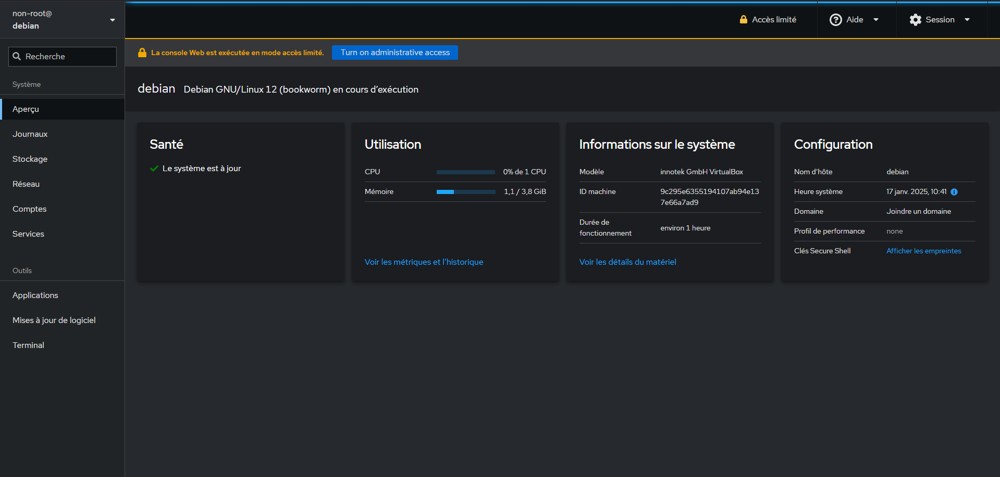 non-root@
debian
Recherche
Système
Aperçu
Journaux
Stockage
Réseau
Comptes
Services
Outils
Applications
Mises à jour de logiciel
Terminal
Accès limité
Aide
Session
La console Web est exécutée en mode accès limité.
Turn on administrative access
debian Debian GNU/Linux 12 (bookworm) en cours d’exécution
Santé
Le système est à jour
Utilisation
CPU 0% de 1 CPU
Mémoire 1,1 / 3,8 GiB
Voir les métriques et l’historique
Informations sur le système
Modèle innotek GmbH VirtualBox
ID machine 9c295e6355194107ab94e13
7e66a7ad9
Durée de
fonctionnement environ 1 heure
Voir les détails du matériel
Configuration
Nom d’hôte debian
Heure système 17 janv. 2025, 10:41
Domaine Joindre un domaine
Profil de performance none
Clés Secure Shell Afficher les empreintes